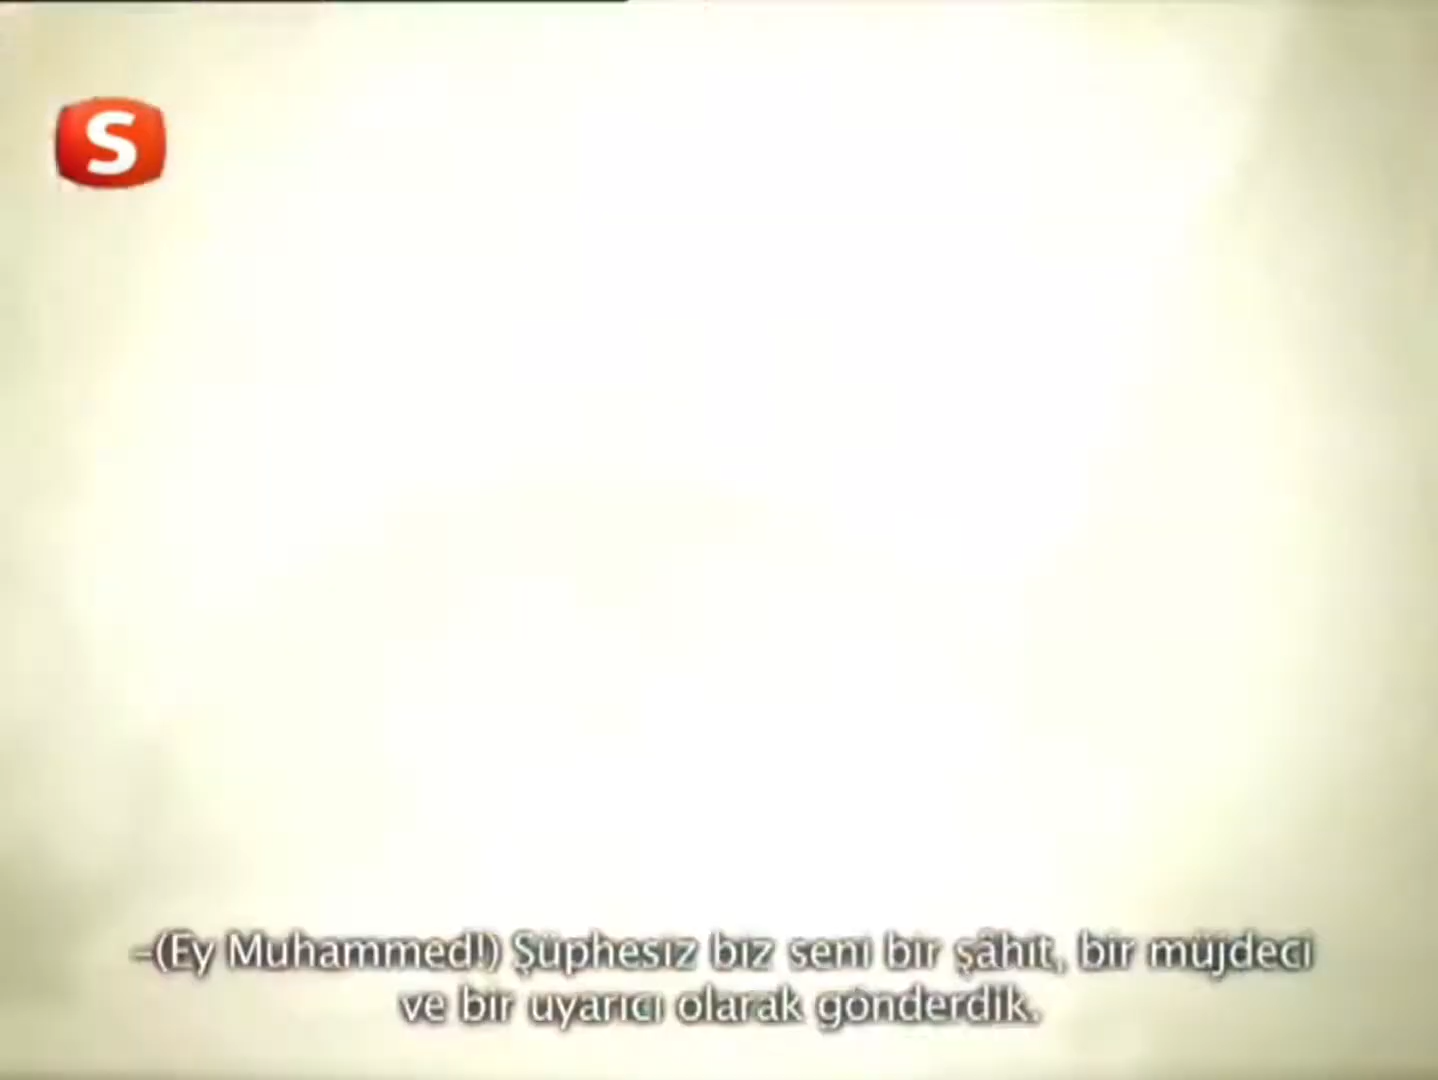 S
-(Ey Muhammed!) Şüphesiz biz seni bir şâhit, bir müjdeci
ve bir uyarıcı olarak gönderdik.